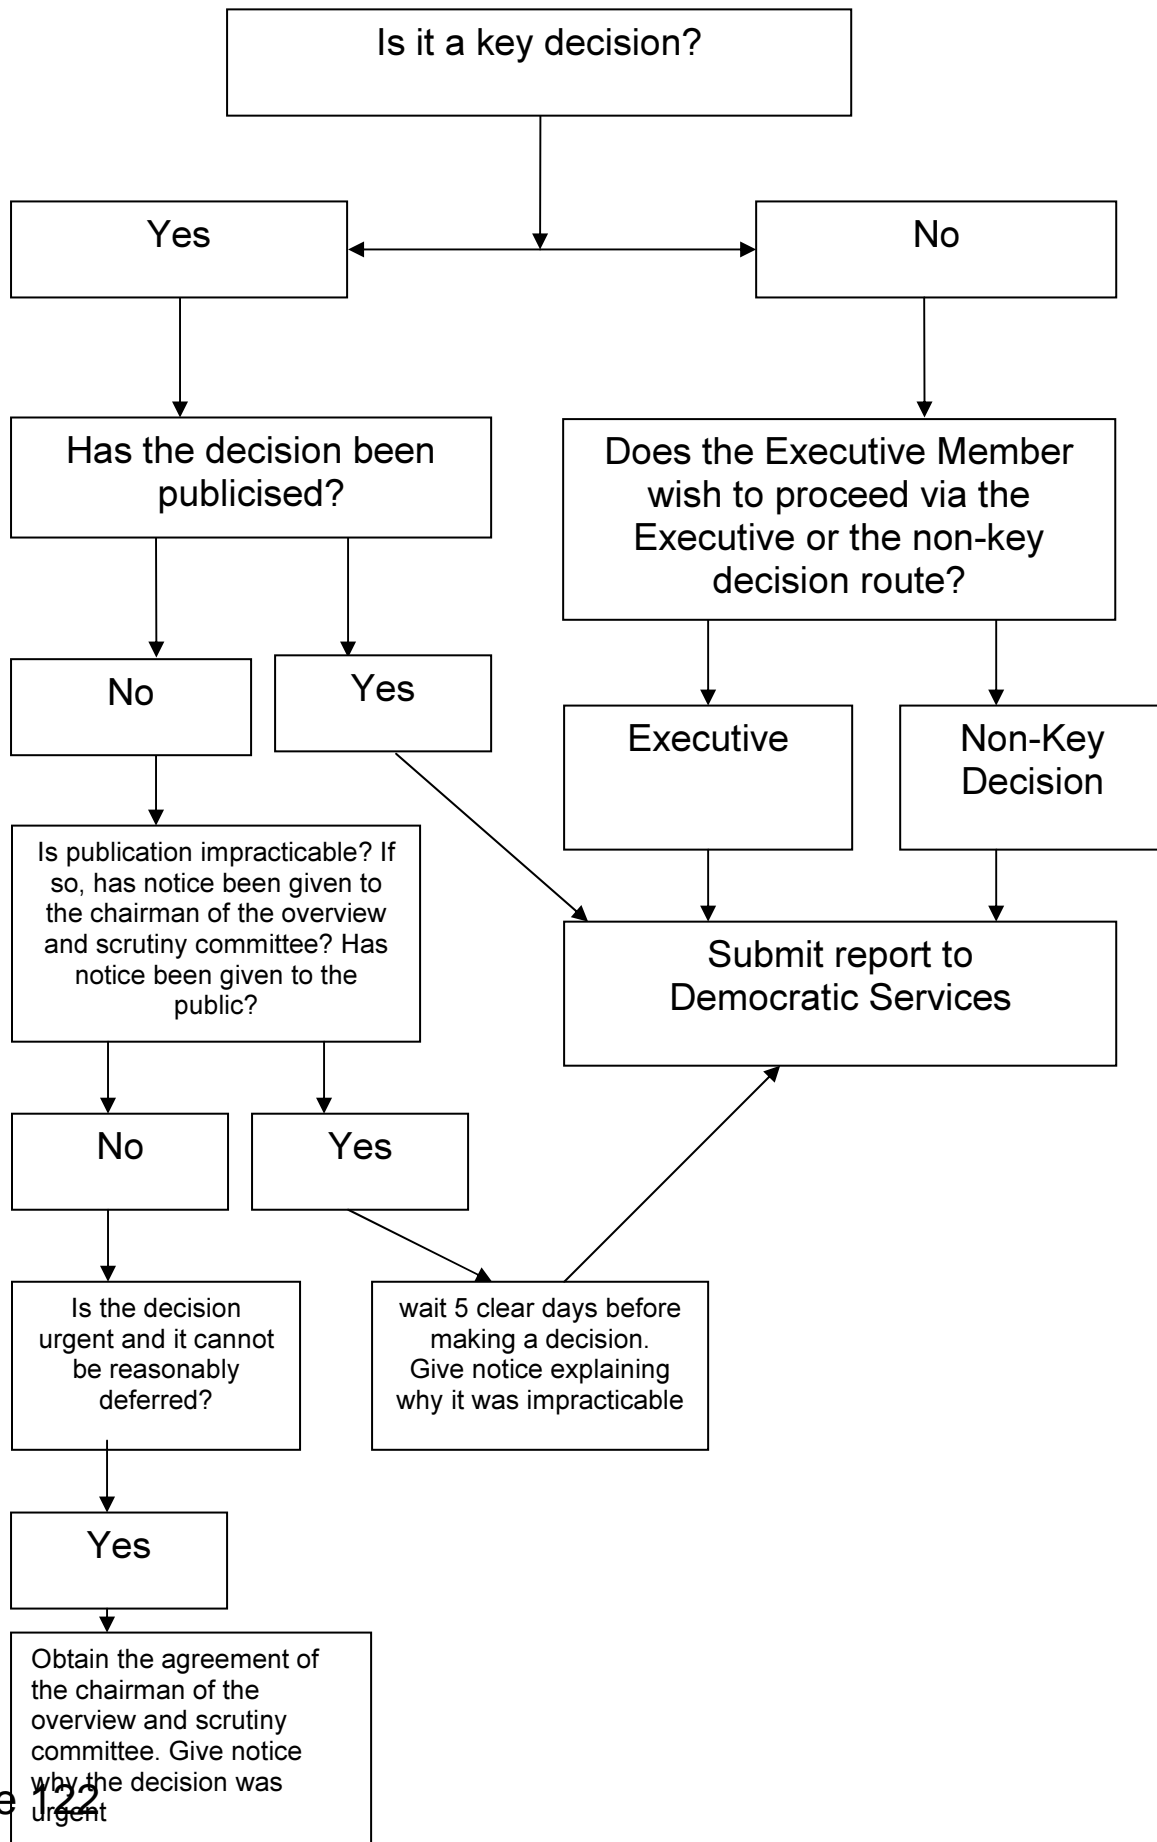 Is it a key decision?
Yes
No
Has the decision been
publicised?
Does the Executive Member
wish to proceed via the
Executive or the non-key
decision route?
No
Yes
Executive
Non-Key
Decision
Is publication impracticable? If
so, has notice been given to
the chairman of the overview
and scrutiny committee? Has
notice been given to the
public?
Submit report to
Democratic Services
No
Yes
Is the decision
urgent and it cannot
be reasonably
deferred?
wait 5 clear days before
making a decision.
Give notice explaining
why it was impracticable
Yes
Obtain the agreement of
the chairman of the
overview and scrutiny
committee. Give notice
why the decision was
urgent
e 122